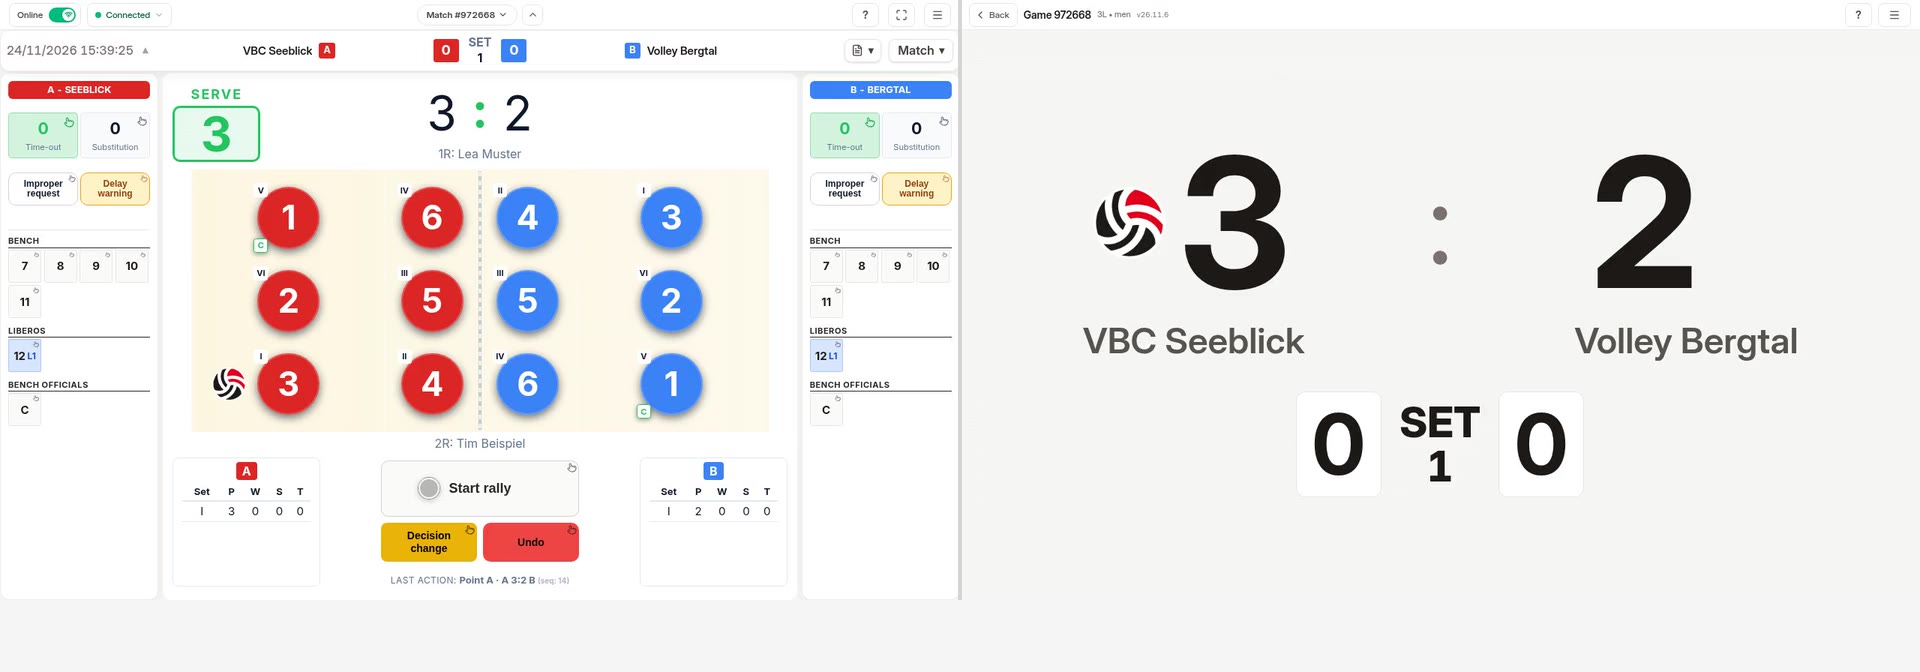 Online
Connected
Match #972668
?
24/11/2026 15:39:25 ▲
VBC Seeblick A
0 SET 0
1
B Volley Bergtal
▾
Match ▾
A - SEEBLICK
0
Time-out
0
Substitution
Improper
request
Delay
warning
BENCH
7 8 9 10
11
LIBEROS
12 L1
BENCH OFFICIALS
C
SERVE
3
3 : 2
1R: Lea Muster
V 1 C
IV 6
II 4
I 3
VI 2
III 5
III 5
VI 2
I 3
II 4
IV 6
V 1 C
2R: Tim Beispiel
A
Set P W S T
I 3 0 0 0
Start rally
Decision
change
Undo
LAST ACTION: Point A · A 3:2 B (seq: 14)
B
Set P W S T
I 2 0 0 0
B - BERGTAL
0
Time-out
0
Substitution
Improper
request
Delay
warning
BENCH
7 8 9 10
11
LIBEROS
12 L1
BENCH OFFICIALS
C
Back
Game 972668 3L • men v26.11.6
?
3 : 2
VBC Seeblick
Volley Bergtal
0 SET 0
1